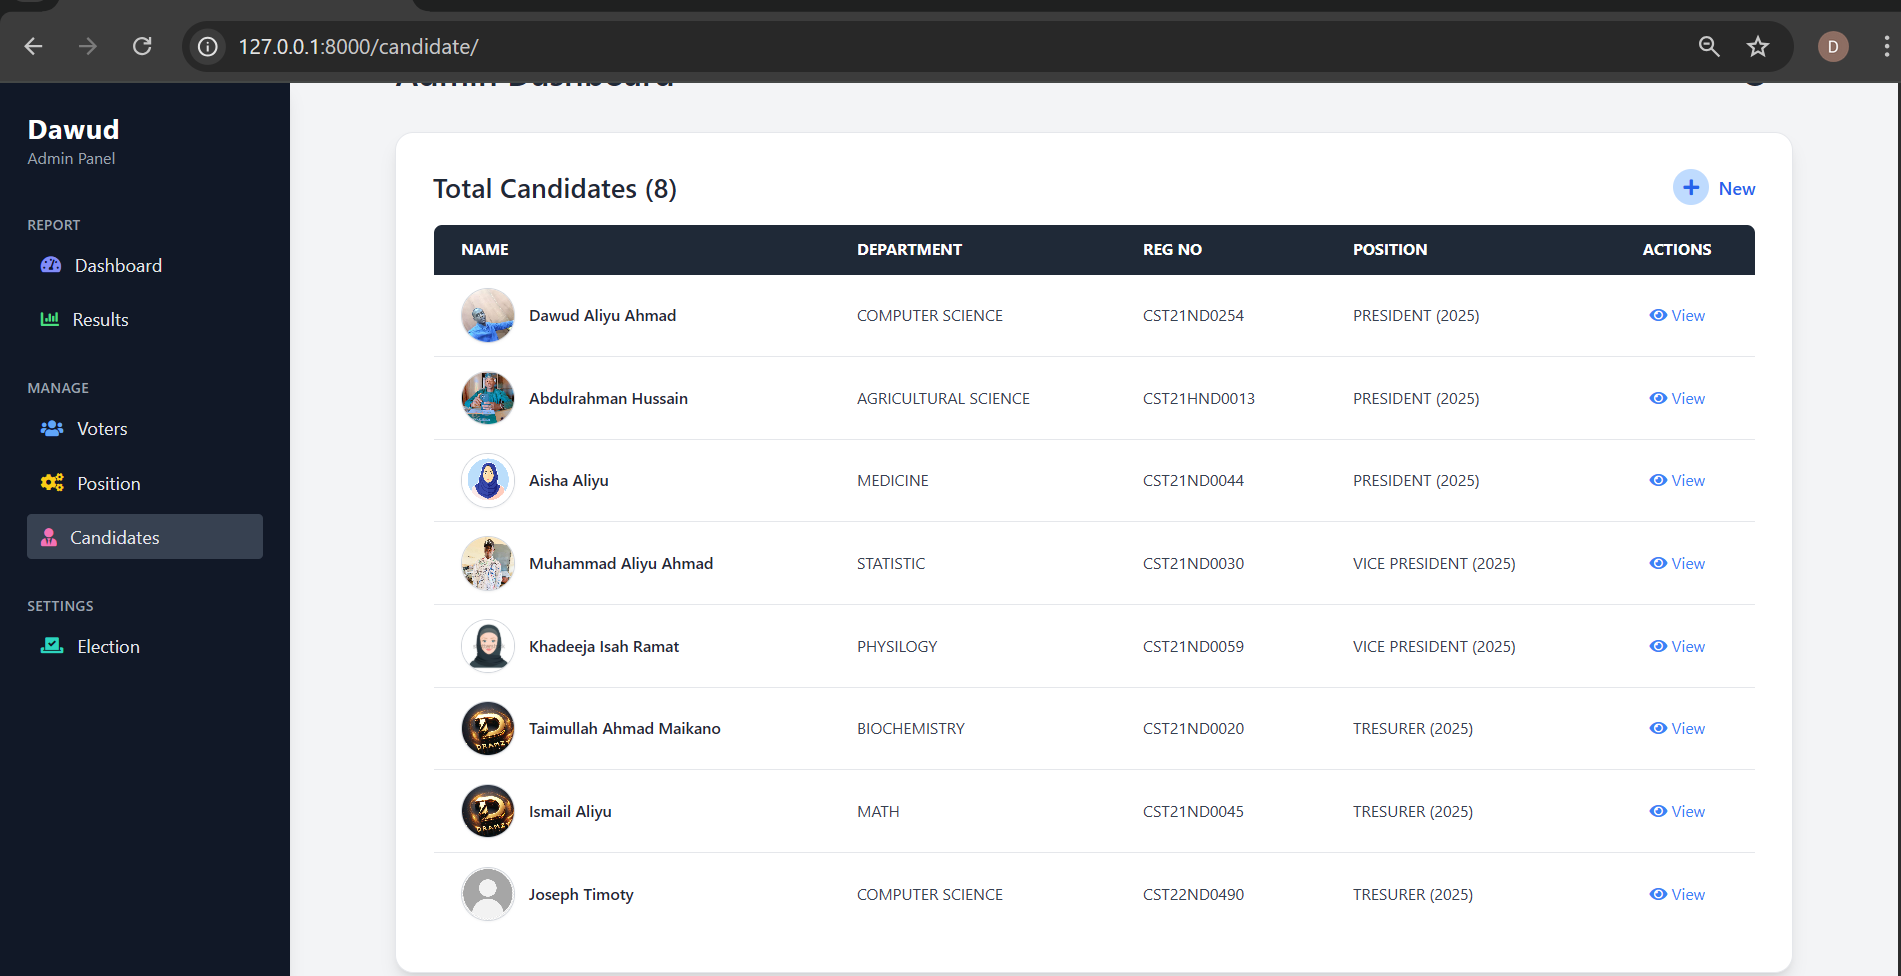 127.0.0.1:8000/candidate/
D
Admin Dashboard
Dawud
Admin Panel
REPORT
Dashboard
Results
MANAGE
Voters
Position
Candidates
SETTINGS
Election
Total Candidates (8)
New
NAME DEPARTMENT REG NO POSITION ACTIONS
Dawud Aliyu Ahmad COMPUTER SCIENCE CST21ND0254 PRESIDENT (2025) View
Abdulrahman Hussain AGRICULTURAL SCIENCE CST21HND0013 PRESIDENT (2025) View
Aisha Aliyu MEDICINE CST21ND0044 PRESIDENT (2025) View
Muhammad Aliyu Ahmad STATISTIC CST21ND0030 VICE PRESIDENT (2025) View
Khadeeja Isah Ramat PHYSILOGY CST21ND0059 VICE PRESIDENT (2025) View
Taimullah Ahmad Maikano BIOCHEMISTRY CST21ND0020 TRESURER (2025) View
DRAMZ
Ismail Aliyu MATH CST21ND0045 TRESURER (2025) View
DRAMZ
Joseph Timoty COMPUTER SCIENCE CST22ND0490 TRESURER (2025) View